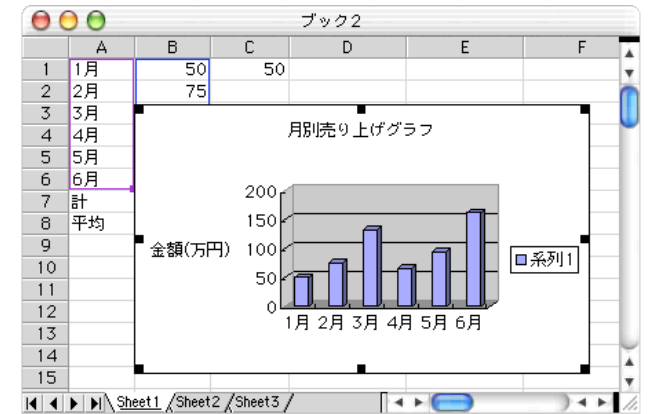 ブック2
A B C D E F
1 1月 50 50
2 2月 75
3 3月
4 4月
5 5月
6 6月
7 計
8 平均
9
10
11
12
13
14
15
月別売り上げグラフ
金額(万円)
200
150
100
50
0
1月 2月 3月 4月 5月 6月
系列1
Sheet1 Sheet2 Sheet3